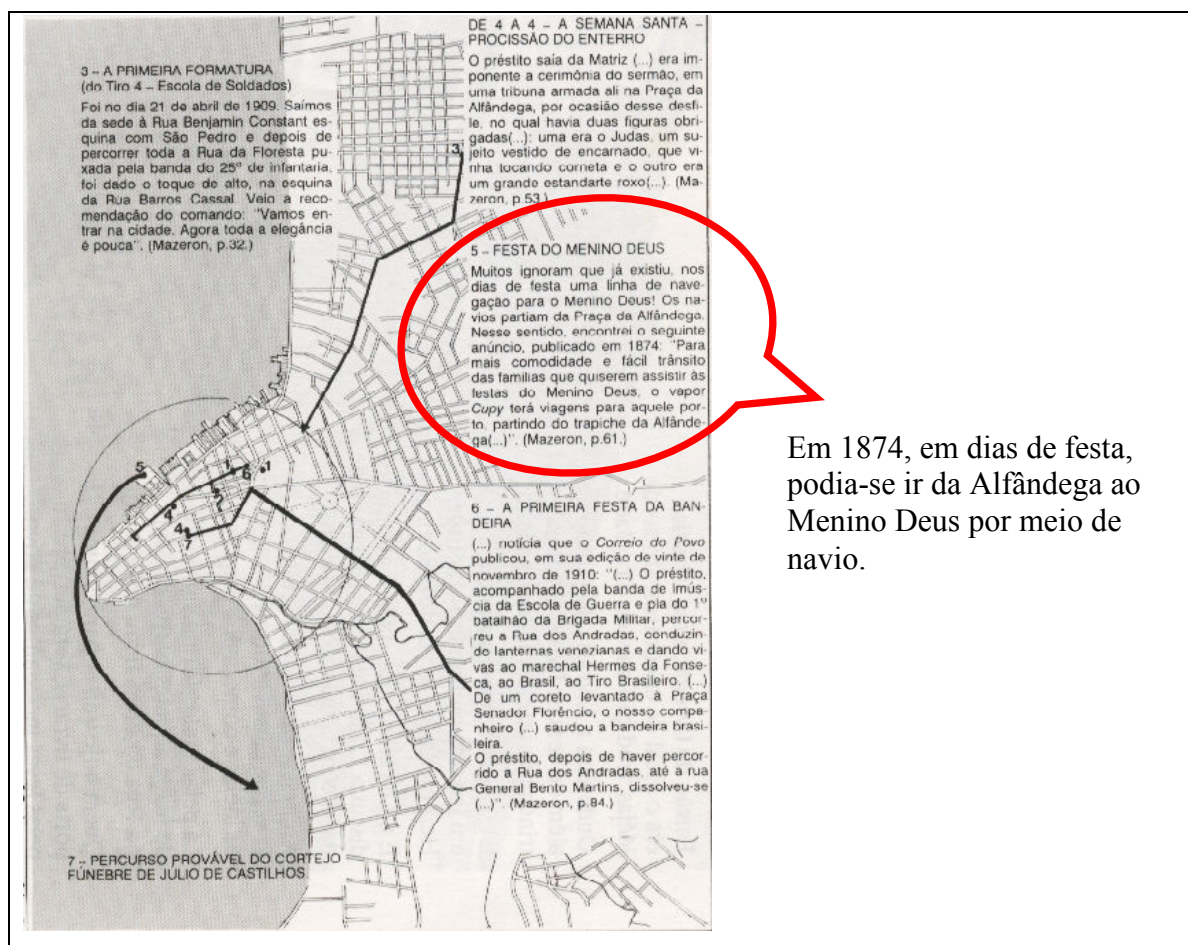 3 – A PRIMEIRA FORMATURA
(do Tiro 4 – Escola de Soldados)
Foi no dia 21 de abril de 1909. Saímos
da sede à Rua Benjamin Constant es-
quina com São Pedro e depois de
percorrer toda a Rua da Floresta pu-
xada pela banda do 25º de infantaria,
foi dado o toque de alto, na esquina
da Rua Barros Cassal. Veio a reco-
mendação do comando: "Vamos en-
trar na cidade. Agora toda a elegância
é pouca". (Mazeron, p.32.)
DE 4 A 4 – A SEMANA SANTA –
PROCISSÃO DO ENTERRO
O préstito saía da Matriz (...) era im-
ponente a cerimônia do sermão, em
uma tribuna armada ali na Praça da
Alfândega, por ocasião desse desfi-
le, no qual havia duas figuras obri-
gadas(...): uma era o Judas, um su-
jeito vestido de encarnado, que vi-
nha tocando corneta e o outro era
um grande estandarte roxo(...). (Ma-
zeron, p.53.)
5 – FESTA DO MENINO DEUS
Muitos ignoram que já existiu, nos
dias de festa uma linha de nave-
gação para o Menino Deus! Os na-
vios partiam da Praça da Alfândega.
Nesse sentido, encontrei o seguinte
anúncio, publicado em 1874: "Para
mais comodidade e fácil trânsito
das famílias que quiserem assistir às
festas do Menino Deus, o vapor
Cupy terá viagens para aquele por-
to, partindo do trapiche da Alfânde-
ga(...)". (Mazeron, p.61.)
Em 1874, em dias de festa,
podia-se ir da Alfândega ao
Menino Deus por meio de
navio.
6 – A PRIMEIRA FESTA DA BAN-
DEIRA
(...) notícia que o Correio do Povo
publicou, em sua edição de vinte de
novembro de 1910: "(...) O préstito,
acompanhado pela banda de imús-
cia da Escola de Guerra e pla do 1º
batalhão da Brigada Militar, percor-
reu a Rua dos Andradas, conduzin-
do lanternas venezianas e dando vi-
vas ao marechal Hermes da Fonse-
ca, ao Brasil, ao Tiro Brasileiro. (...)
De um coreto levantado à Praça
Senador Florêncio, o nosso compa-
nheiro (...) saudou a bandeira brasi-
leira.
O préstito, depois de haver percor-
rido a Rua dos Andradas, até a rua
General Bento Martins, dissolveu-se
(...)". (Mazeron, p.84.)
3
5
1
6
1
2
4
4
7
7 – PERCURSO PROVÁVEL DO CORTEJO
FÚNEBRE DE JÚLIO DE CASTILHOS